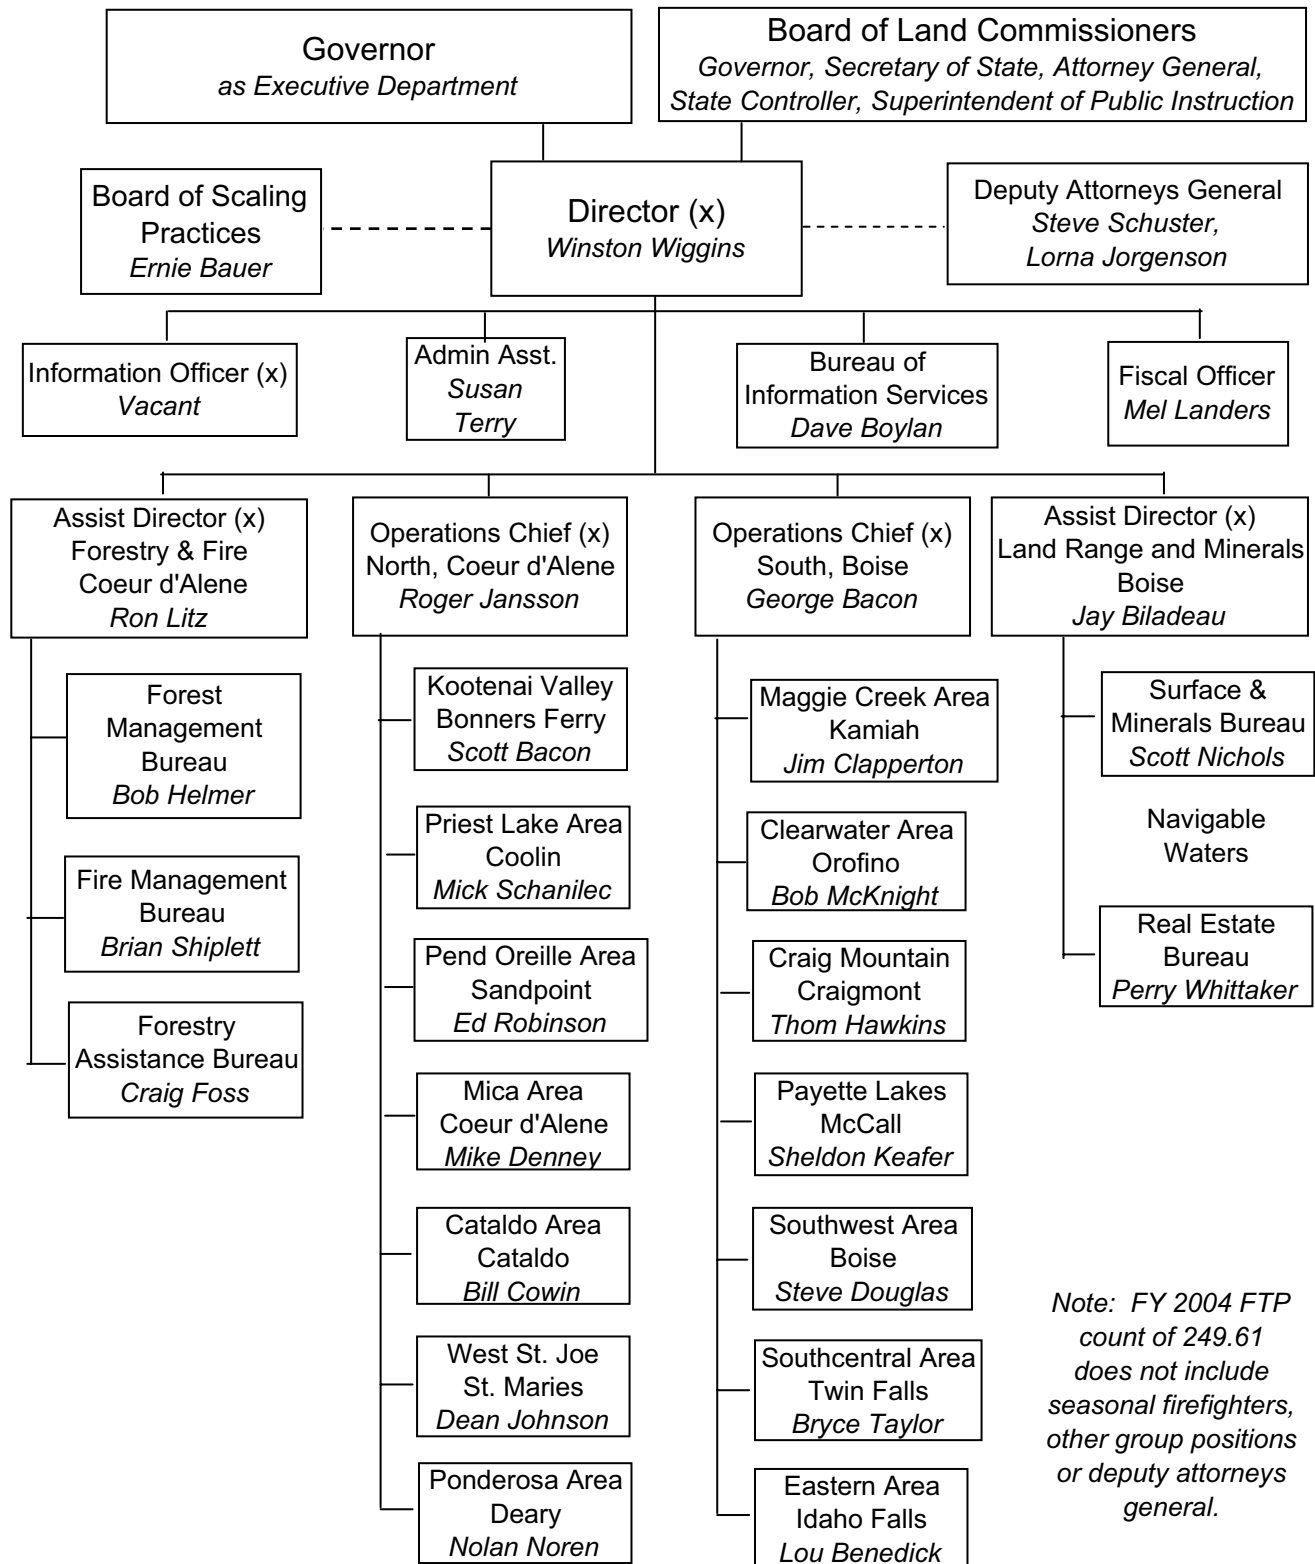 Governor
as Executive Department
Board of Land Commissioners
Governor, Secretary of State, Attorney General,
State Controller, Superintendent of Public Instruction
Board of Scaling
Practices
Ernie Bauer
Director (x)
Winston Wiggins
Deputy Attorneys General
Steve Schuster,
Lorna Jorgenson
Information Officer (x)
Vacant
Admin Asst.
Susan
Terry
Bureau of
Information Services
Dave Boylan
Fiscal Officer
Mel Landers
Assist Director (x)
Forestry & Fire
Coeur d'Alene
Ron Litz
Forest
Management
Bureau
Bob Helmer
Fire Management
Bureau
Brian Shiplett
Forestry
Assistance Bureau
Craig Foss
Operations Chief (x)
North, Coeur d'Alene
Roger Jansson
Kootenai Valley
Bonners Ferry
Scott Bacon
Priest Lake Area
Coolin
Mick Schanilec
Pend Oreille Area
Sandpoint
Ed Robinson
Mica Area
Coeur d'Alene
Mike Denney
Cataldo Area
Cataldo
Bill Cowin
West St. Joe
St. Maries
Dean Johnson
Ponderosa Area
Deary
Nolan Noren
Operations Chief (x)
South, Boise
George Bacon
Maggie Creek Area
Kamiah
Jim Clapperton
Clearwater Area
Orofino
Bob McKnight
Craig Mountain
Craigmont
Thom Hawkins
Payette Lakes
McCall
Sheldon Keafer
Southwest Area
Boise
Steve Douglas
Southcentral Area
Twin Falls
Bryce Taylor
Eastern Area
Idaho Falls
Lou Benedick
Assist Director (x)
Land Range and Minerals
Boise
Jay Biladeau
Surface &
Minerals Bureau
Scott Nichols
Navigable
Waters
Real Estate
Bureau
Perry Whittaker
Note: FY 2004 FTP
count of 249.61
does not include
seasonal firefighters,
other group positions
or deputy attorneys
general.